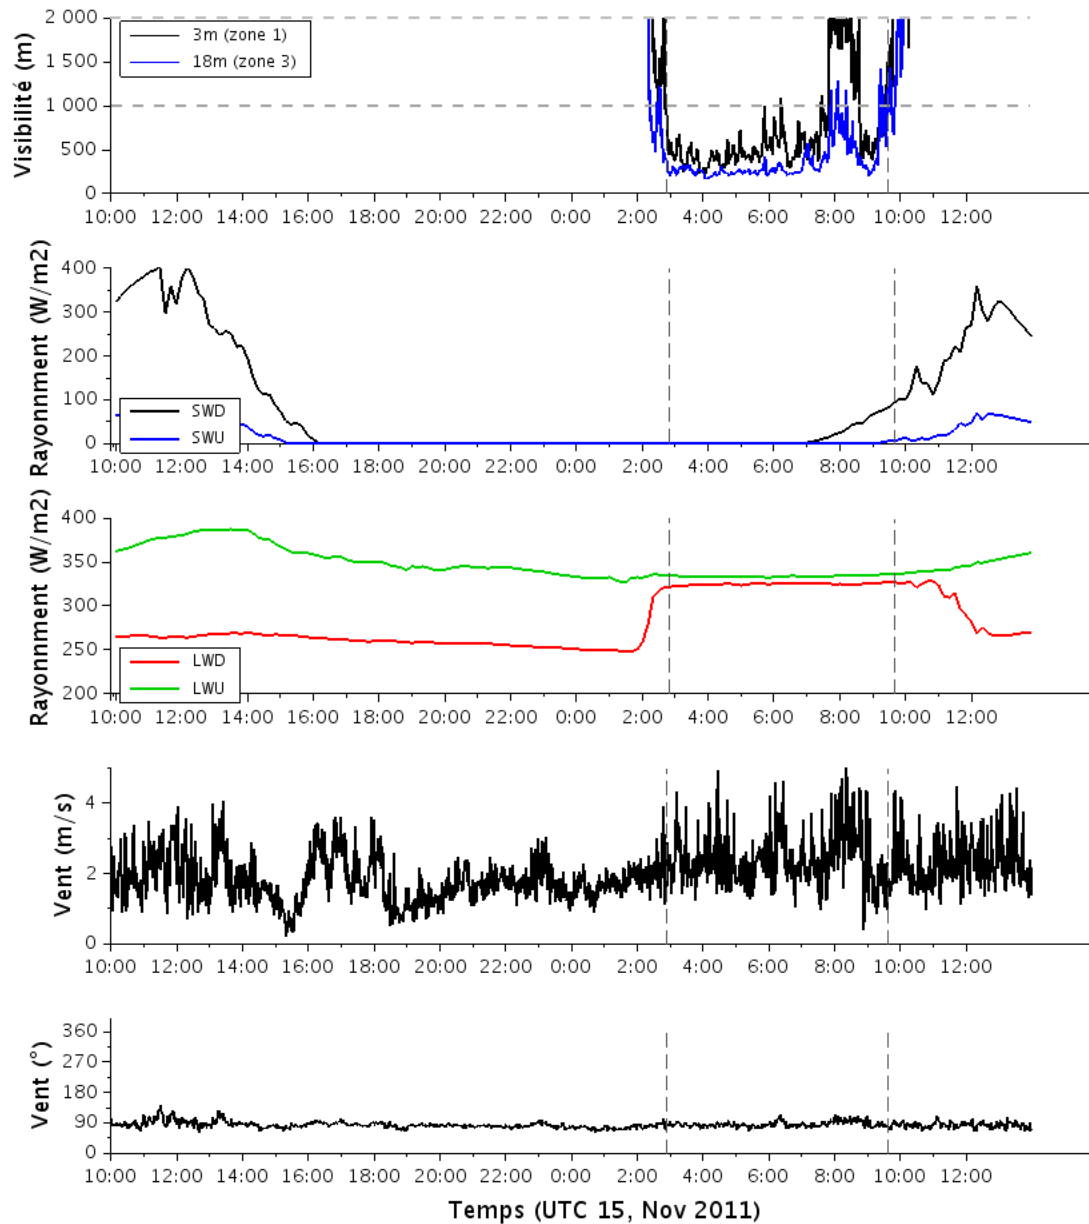 2 000
3m (zone 1)
18m (zone 3)
1 500
1 000
500
0
Visibilité (m)
10:00 12:00 14:00 16:00 18:00 20:00 22:00 0:00 2:00 4:00 6:00 8:00 10:00 12:00
400
300
200
100
0
Rayonnment (W/m2)
SWD
SWU
10:00 12:00 14:00 16:00 18:00 20:00 22:00 0:00 2:00 4:00 6:00 8:00 10:00 12:00
400
350
300
250
200
Rayonnment (W/m2)
LWD
LWU
10:00 12:00 14:00 16:00 18:00 20:00 22:00 0:00 2:00 4:00 6:00 8:00 10:00 12:00
4
2
0
Vent (m/s)
10:00 12:00 14:00 16:00 18:00 20:00 22:00 0:00 2:00 4:00 6:00 8:00 10:00 12:00
360
270
180
90
0
Vent (°)
10:00 12:00 14:00 16:00 18:00 20:00 22:00 0:00 2:00 4:00 6:00 8:00 10:00 12:00
Temps (UTC 15, Nov 2011)